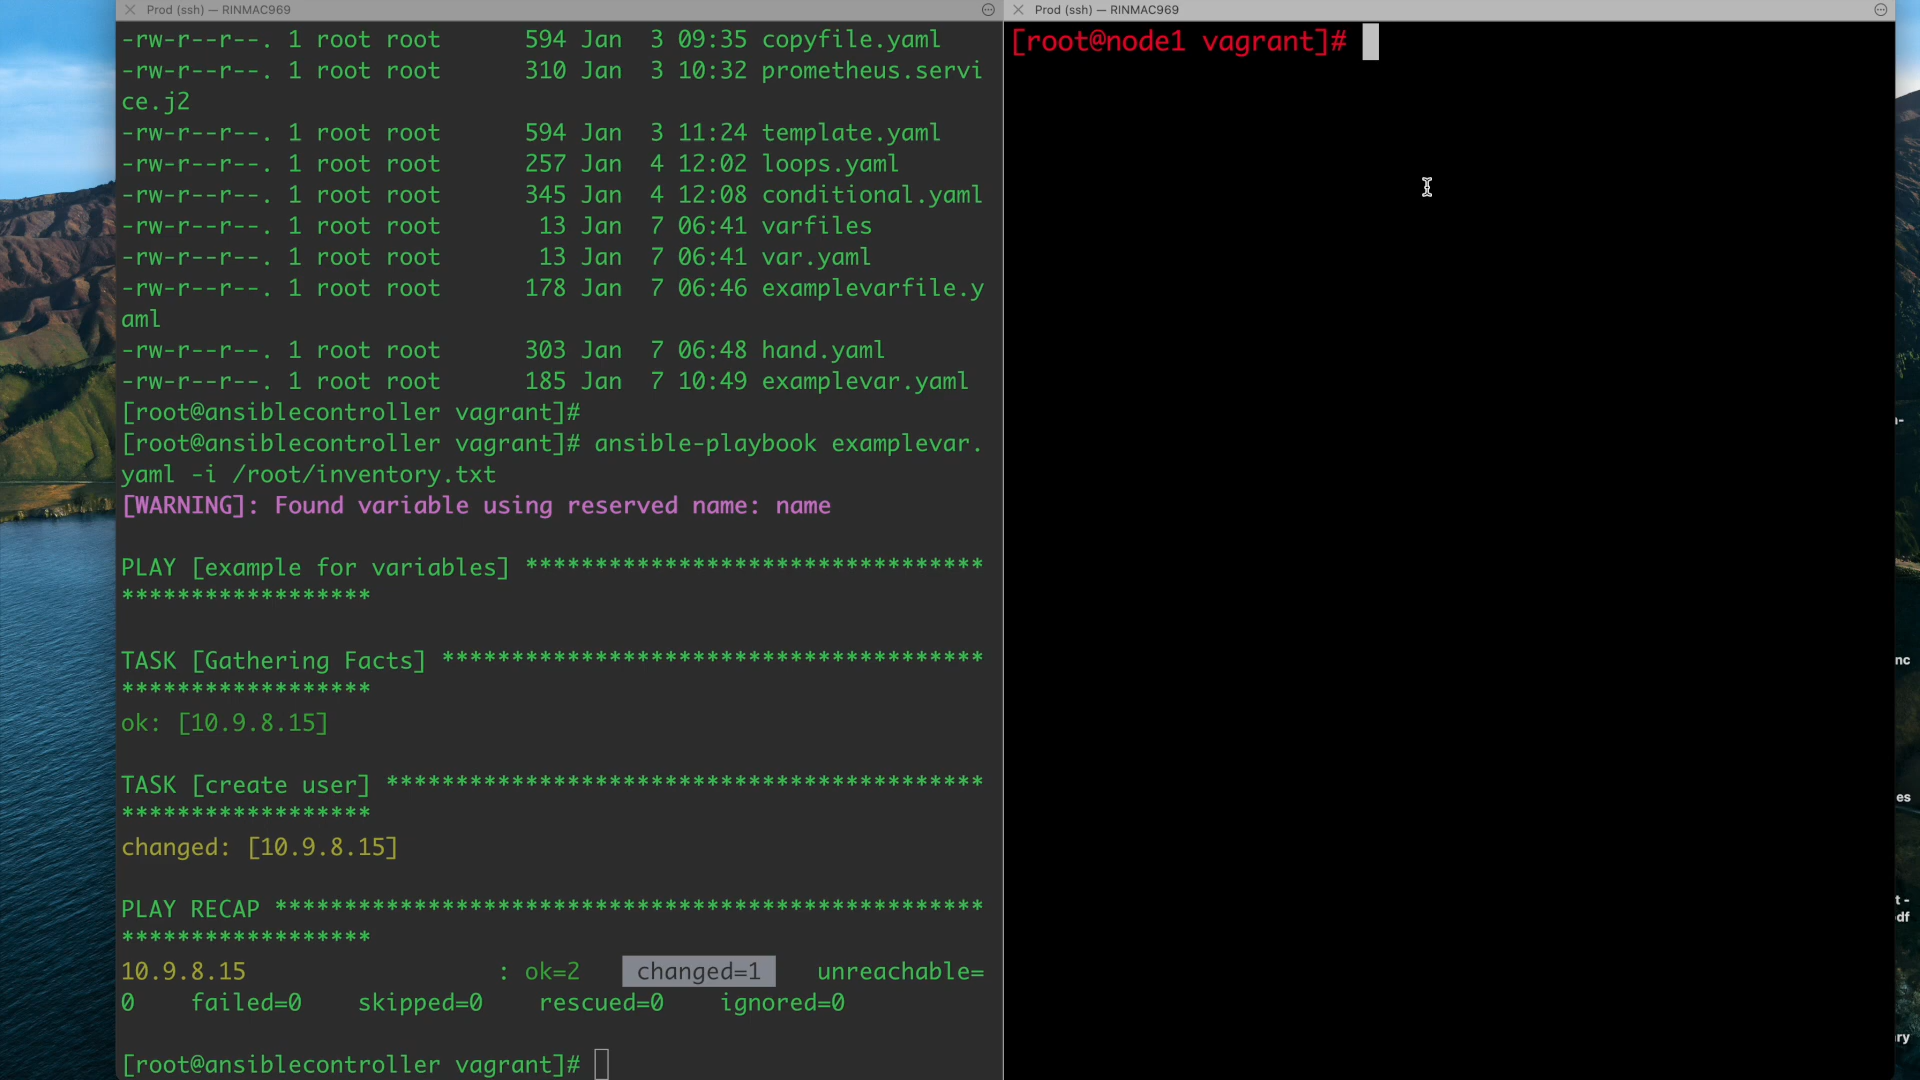 Prod (ssh) — RINMAC969
-rw-r--r--. 1 root root      594 Jan  3 09:35 copyfile.yaml
-rw-r--r--. 1 root root      310 Jan  3 10:32 prometheus.servi
ce.j2
-rw-r--r--. 1 root root      594 Jan  3 11:24 template.yaml
-rw-r--r--. 1 root root      257 Jan  4 12:02 loops.yaml
-rw-r--r--. 1 root root      345 Jan  4 12:08 conditional.yaml
-rw-r--r--. 1 root root       13 Jan  7 06:41 varfiles
-rw-r--r--. 1 root root       13 Jan  7 06:41 var.yaml
-rw-r--r--. 1 root root      178 Jan  7 06:46 examplevarfile.y
aml
-rw-r--r--. 1 root root      303 Jan  7 06:48 hand.yaml
-rw-r--r--. 1 root root      185 Jan  7 10:49 examplevar.yaml
[root@ansiblecontroller vagrant]#
[root@ansiblecontroller vagrant]# ansible-playbook examplevar.
yaml -i /root/inventory.txt
[WARNING]: Found variable using reserved name: name
PLAY [example for variables] *********************************
******************
TASK [Gathering Facts] ***************************************
******************
ok: [10.9.8.15]
TASK [create user] *******************************************
******************
changed: [10.9.8.15]
PLAY RECAP ***************************************************
******************
10.9.8.15                  : ok=2    changed=1    unreachable=
0    failed=0    skipped=0    rescued=0    ignored=0
[root@ansiblecontroller vagrant]#
Prod (ssh) — RINMAC969
[root@node1 vagrant]#
nc
es
t -
df
ry